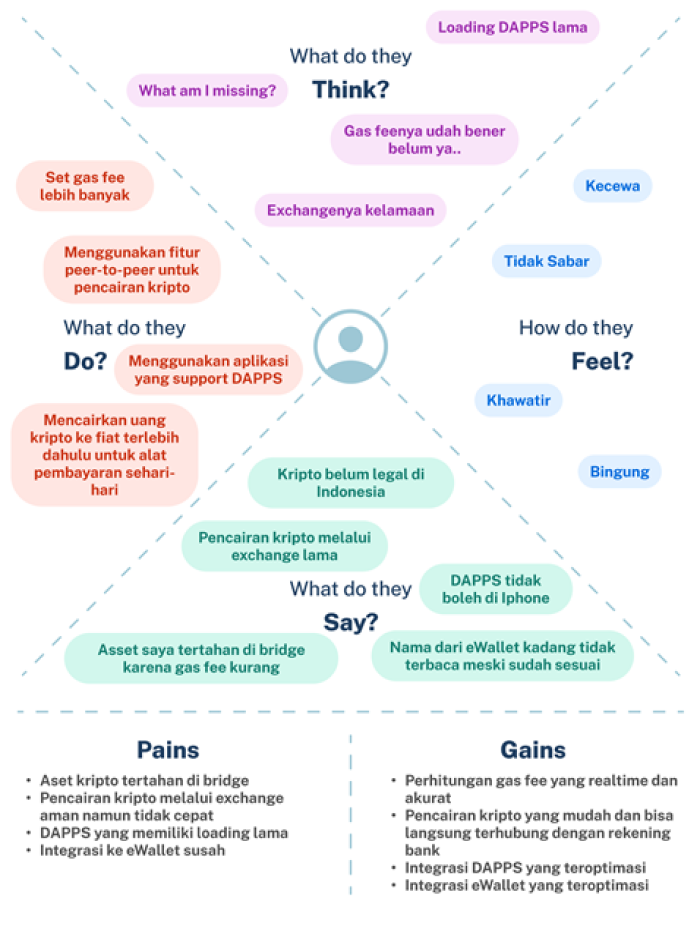 Loading DAPPS lama
What do they
Think?
What am I missing?
Gas feenya udah bener
belum ya..
Exchangenya kelamaan
Set gas fee
lebih banyak
Menggunakan fitur
peer-to-peer untuk
pencairan kripto
What do they
Do?
Menggunakan aplikasi
yang support DAPPS
Mencairkan uang
kripto ke fiat terlebih
dahulu untuk alat
pembayaran sehari-
hari
Kecewa
Tidak Sabar
How do they
Feel?
Khawatir
Bingung
Kripto belum legal di
Indonesia
Pencairan kripto melalui
exchange lama
What do they
Say?
DAPPS tidak
boleh di Iphone
Asset saya tertahan di bridge
karena gas fee kurang
Nama dari eWallet kadang tidak
terbaca meski sudah sesuai
Pains
• Aset kripto tertahan di bridge
• Pencairan kripto melalui exchange
aman namun tidak cepat
• DAPPS yang memiliki loading lama
• Integrasi ke eWallet susah
Gains
• Perhitungan gas fee yang realtime dan
akurat
• Pencairan kripto yang mudah dan bisa
langsung terhubung dengan rekening
bank
• Integrasi DAPPS yang teroptimasi
• Integrasi eWallet yang teroptimasi